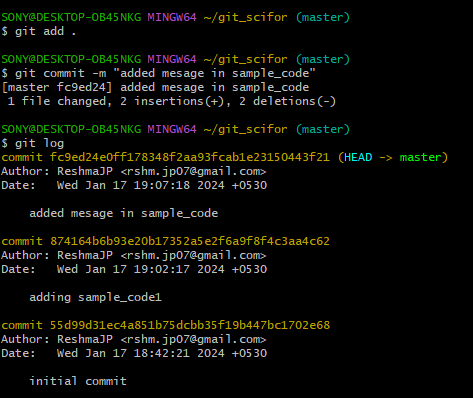 SONY@DESKTOP-OB45NKG MINGW64 ~/git_scifor (master)
$ git add .
SONY@DESKTOP-OB45NKG MINGW64 ~/git_scifor (master)
$ git commit -m "added mesage in sample_code"
[master fc9ed24] added mesage in sample_code
1 file changed, 2 insertions(+), 2 deletions(-)
SONY@DESKTOP-OB45NKG MINGW64 ~/git_scifor (master)
$ git log
commit fc9ed24e0ff178348f2aa93fcab1e23150443f21 (HEAD -> master)
Author: ReshmaJP <rshm.jp07@gmail.com>
Date:   Wed Jan 17 19:07:18 2024 +0530
added mesage in sample_code
commit 874164b6b93e20b17352a5e2f6a9f8f4c3aa4c62
Author: ReshmaJP <rshm.jp07@gmail.com>
Date:   Wed Jan 17 19:02:17 2024 +0530
adding sample_code1
commit 55d99d31ec4a851b75dcbb35f19b447bc1702e68
Author: ReshmaJP <rshm.jp07@gmail.com>
Date:   Wed Jan 17 18:42:21 2024 +0530
initial commit